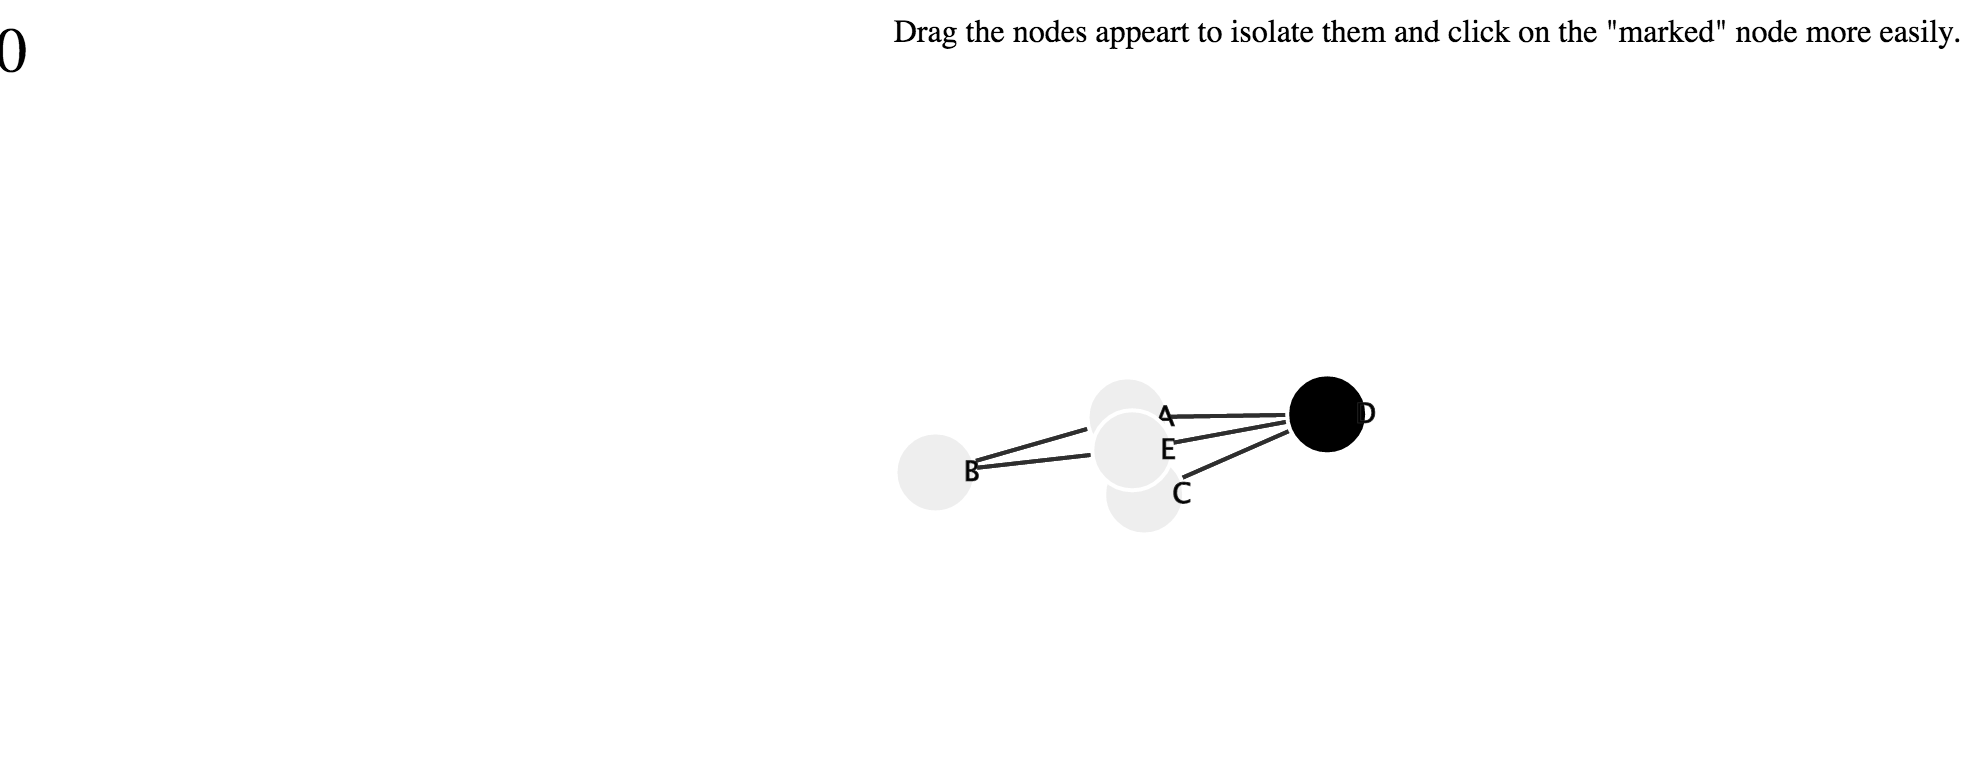 0
Drag the nodes appeart to isolate them and click on the "marked" node more easily.
A
D
E
B
C